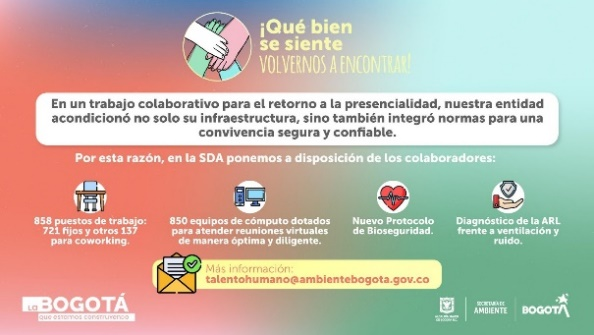 ¡Qué bien
se siente
VOLVERNOS A ENCONTRAR!
En un trabajo colaborativo para el retorno a la presencialidad, nuestra entidad
acondicionó no solo su infraestructura, sino también integró normas para una
convivencia segura y confiable.
Por esta razón, en la SDA ponemos a disposición de los colaboradores:
858 puestos de trabajo:
721 fijos y otros 137
para coworking.
850 equipos de cómputo dotados
para atender reuniones virtuales
de manera óptima y diligente.
Nuevo Protocolo
de Bioseguridad.
Diagnóstico de la ARL
frente a ventilación y
ruido.
Más información:
talentohumano@ambientebogota.gov.co
LA BOGOTÁ
que estamos construyendo
SECRETARÍA DE
AMBIENTE
BOGOTÁ